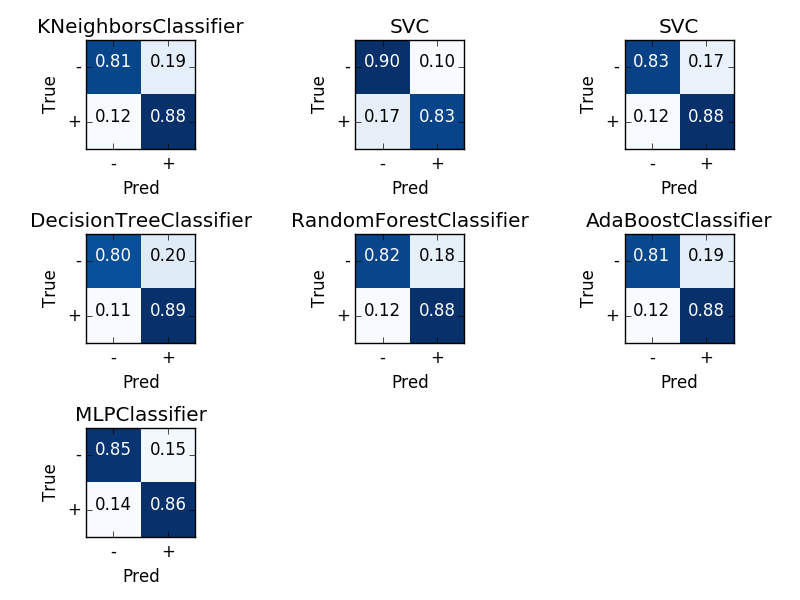 KNeighborsClassifier SVC SVC
- 0.81 0.19 - 0.90 0.10 - 0.83 0.17
True True True
+ 0.12 0.88 + 0.17 0.83 + 0.12 0.88
- + - + - +
Pred Pred Pred
DecisionTreeClassifier RandomForestClassifier AdaBoostClassifier
- 0.80 0.20 - 0.82 0.18 - 0.81 0.19
True True True
+ 0.11 0.89 + 0.12 0.88 + 0.12 0.88
- + - + - +
Pred Pred Pred
MLPClassifier
- 0.85 0.15
True
+ 0.14 0.86
- +
Pred